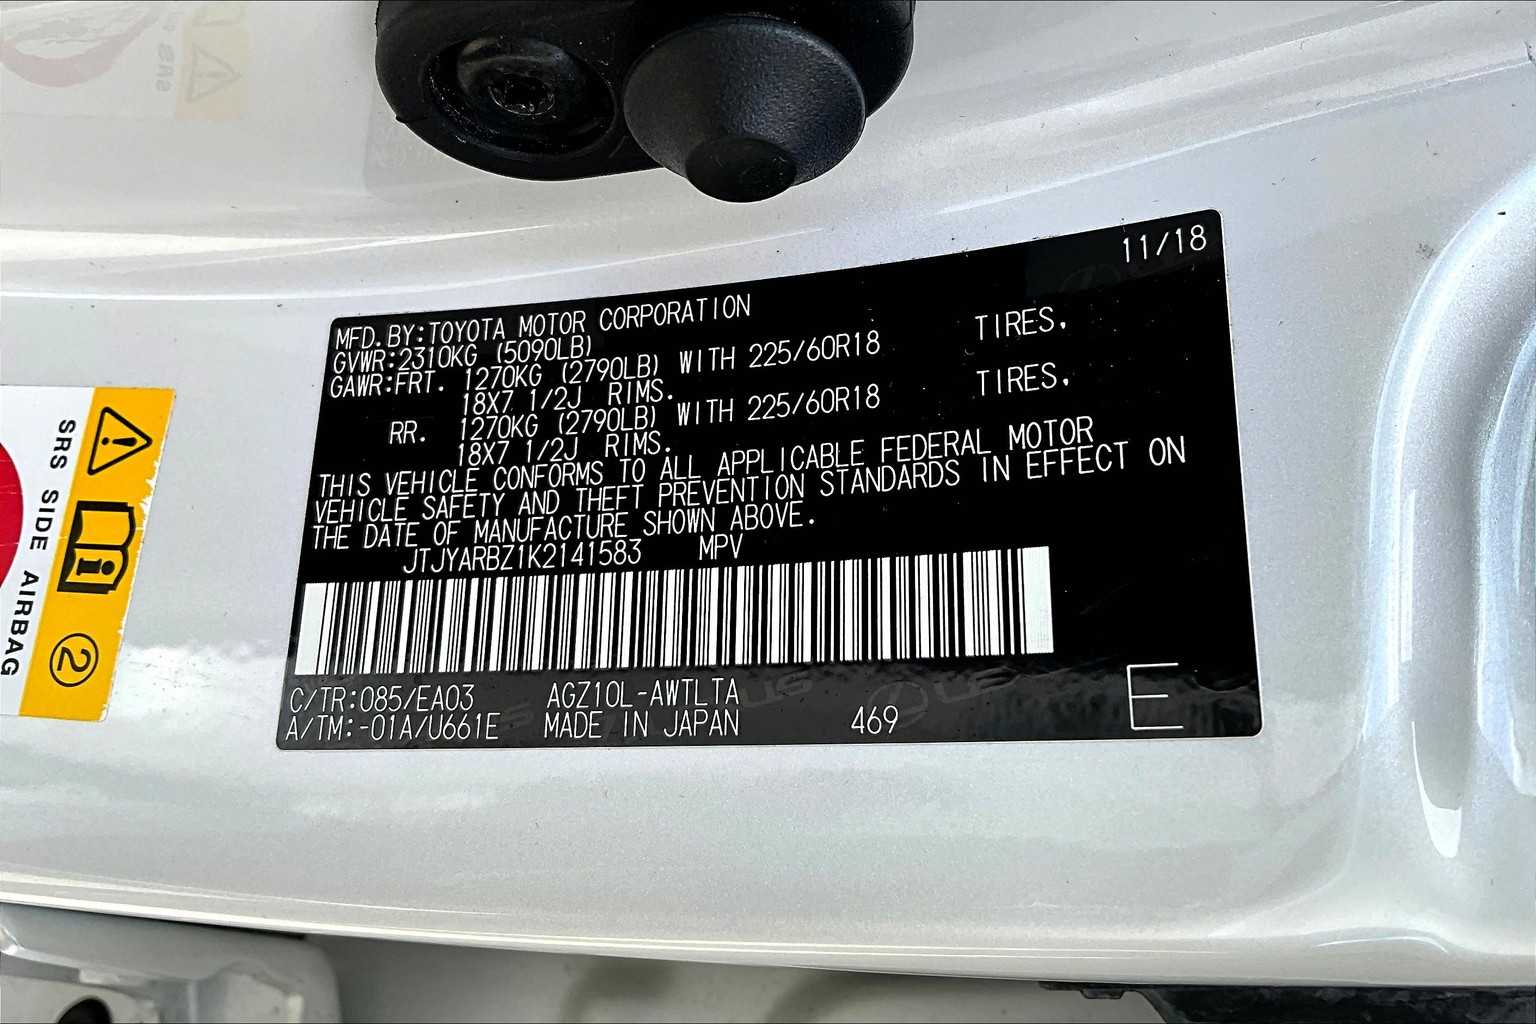 11/18
MFD.BY:TOYOTA MOTOR CORPORATION
GVWR:2310KG (5090LB)
GAWR:FRT. 1270KG (2790LB) WITH 225/60R18 TIRES,
18X7 1/2J RIMS.
RR. 1270KG (2790LB) WITH 225/60R18 TIRES,
18X7 1/2J RIMS.
THIS VEHICLE CONFORMS TO ALL APPLICABLE FEDERAL MOTOR
VEHICLE SAFETY AND THEFT PREVENTION STANDARDS IN EFFECT ON
THE DATE OF MANUFACTURE SHOWN ABOVE.
JTJYARBZ1K2141583 MPV
C/TR:085/EA03 AGZ10L-AWTLTA
A/TM:-01A/U661E MADE IN JAPAN 469 E
SRS SIDE AIRBAG
2